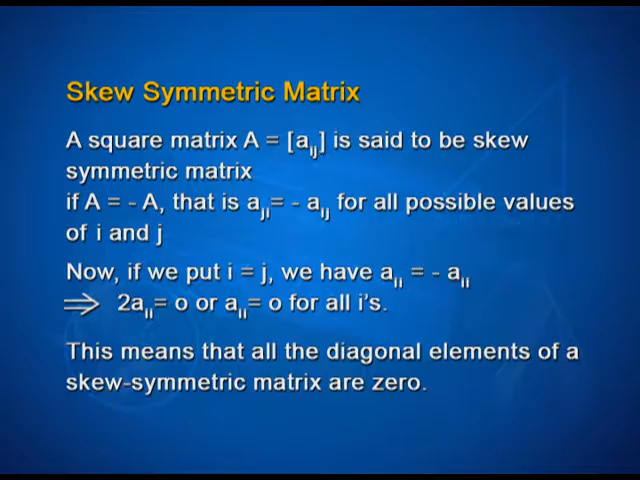 Skew Symmetric Matrix
A square matrix A = [aij] is said to be skew
symmetric matrix
if A = - A, that is aji= - aij for all possible values
of i and j
Now, if we put i = j, we have aii = - aii
⇒ 2aii= o or aii= o for all i's.
This means that all the diagonal elements of a
skew-symmetric matrix are zero.